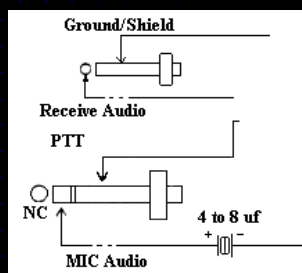 Ground/Shield
Receive Audio
PTT
NC
4 to 8 uf
+ -
MIC Audio